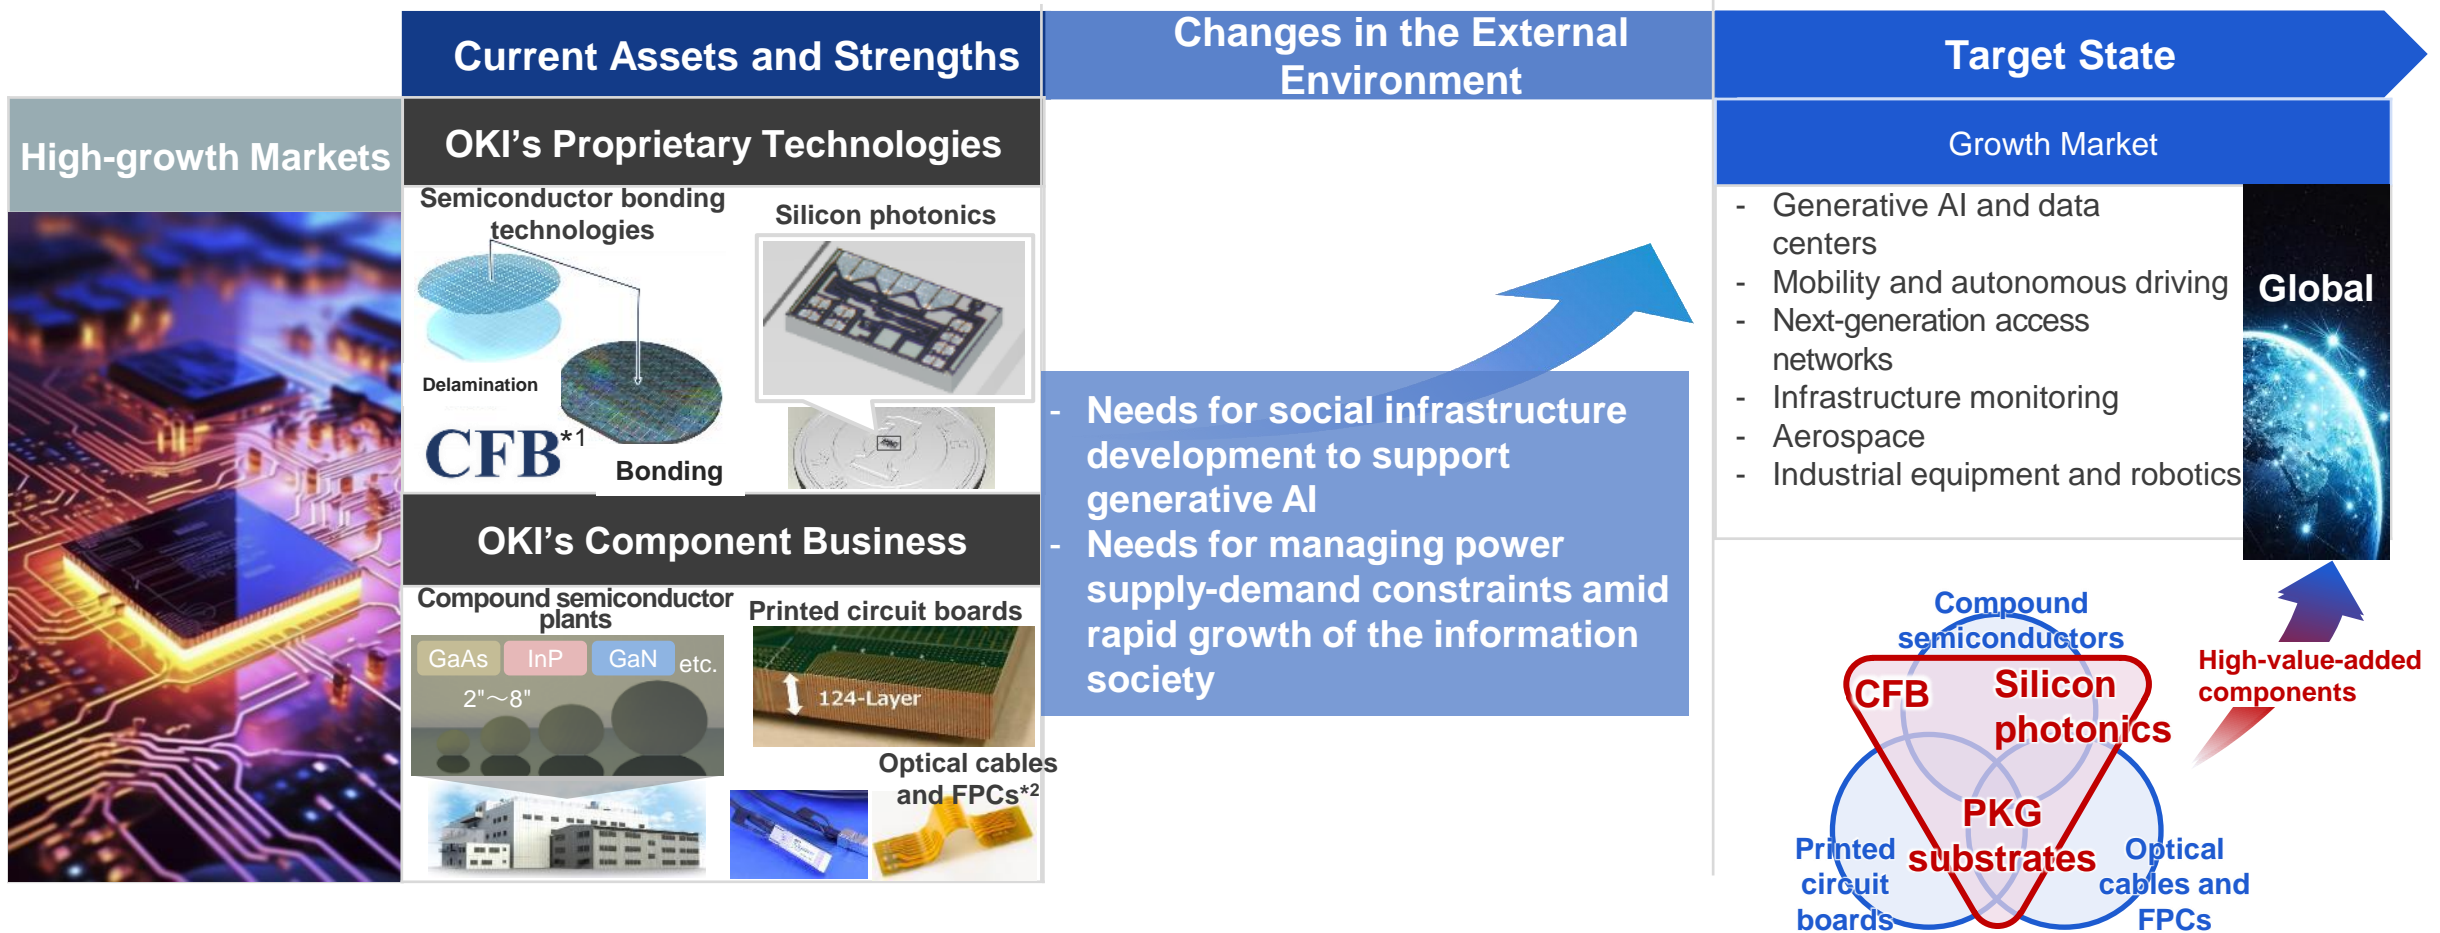 Current Assets and Strengths
Changes in the External
Environment
Target State
High-growth Markets
OKI’s Proprietary Technologies
Semiconductor bonding
technologies
Silicon photonics
Delamination
CFB*1
Bonding
OKI’s Component Business
Compound semiconductor
plants
GaAs
InP
GaN
etc.
2"～8"
Printed circuit boards
124-Layer
Optical cables
and FPCs*2
- Needs for social infrastructure
development to support
generative AI
- Needs for managing power
supply-demand constraints amid
rapid growth of the information
society
Growth Market
- Generative AI and data
centers
- Mobility and autonomous driving
- Next-generation access
networks
- Infrastructure monitoring
- Aerospace
- Industrial equipment and robotics
Global
Compound
semiconductors
CFB
Silicon
photonics
PKG
substrates
Printed
circuit
boards
Optical
cables and
FPCs
High-value-added
components